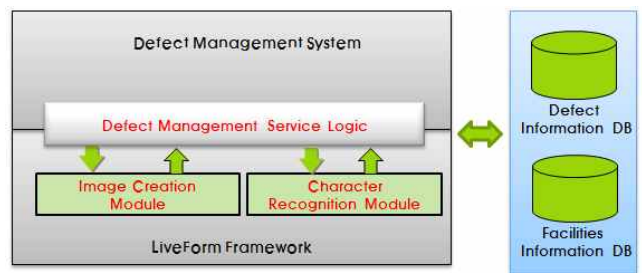 Defect Management System
Defect Management Service Logic
Image Creation
Module
Character
Recognition Module
LiveForm Framework
Defect
Information DB
Facilities
Information DB